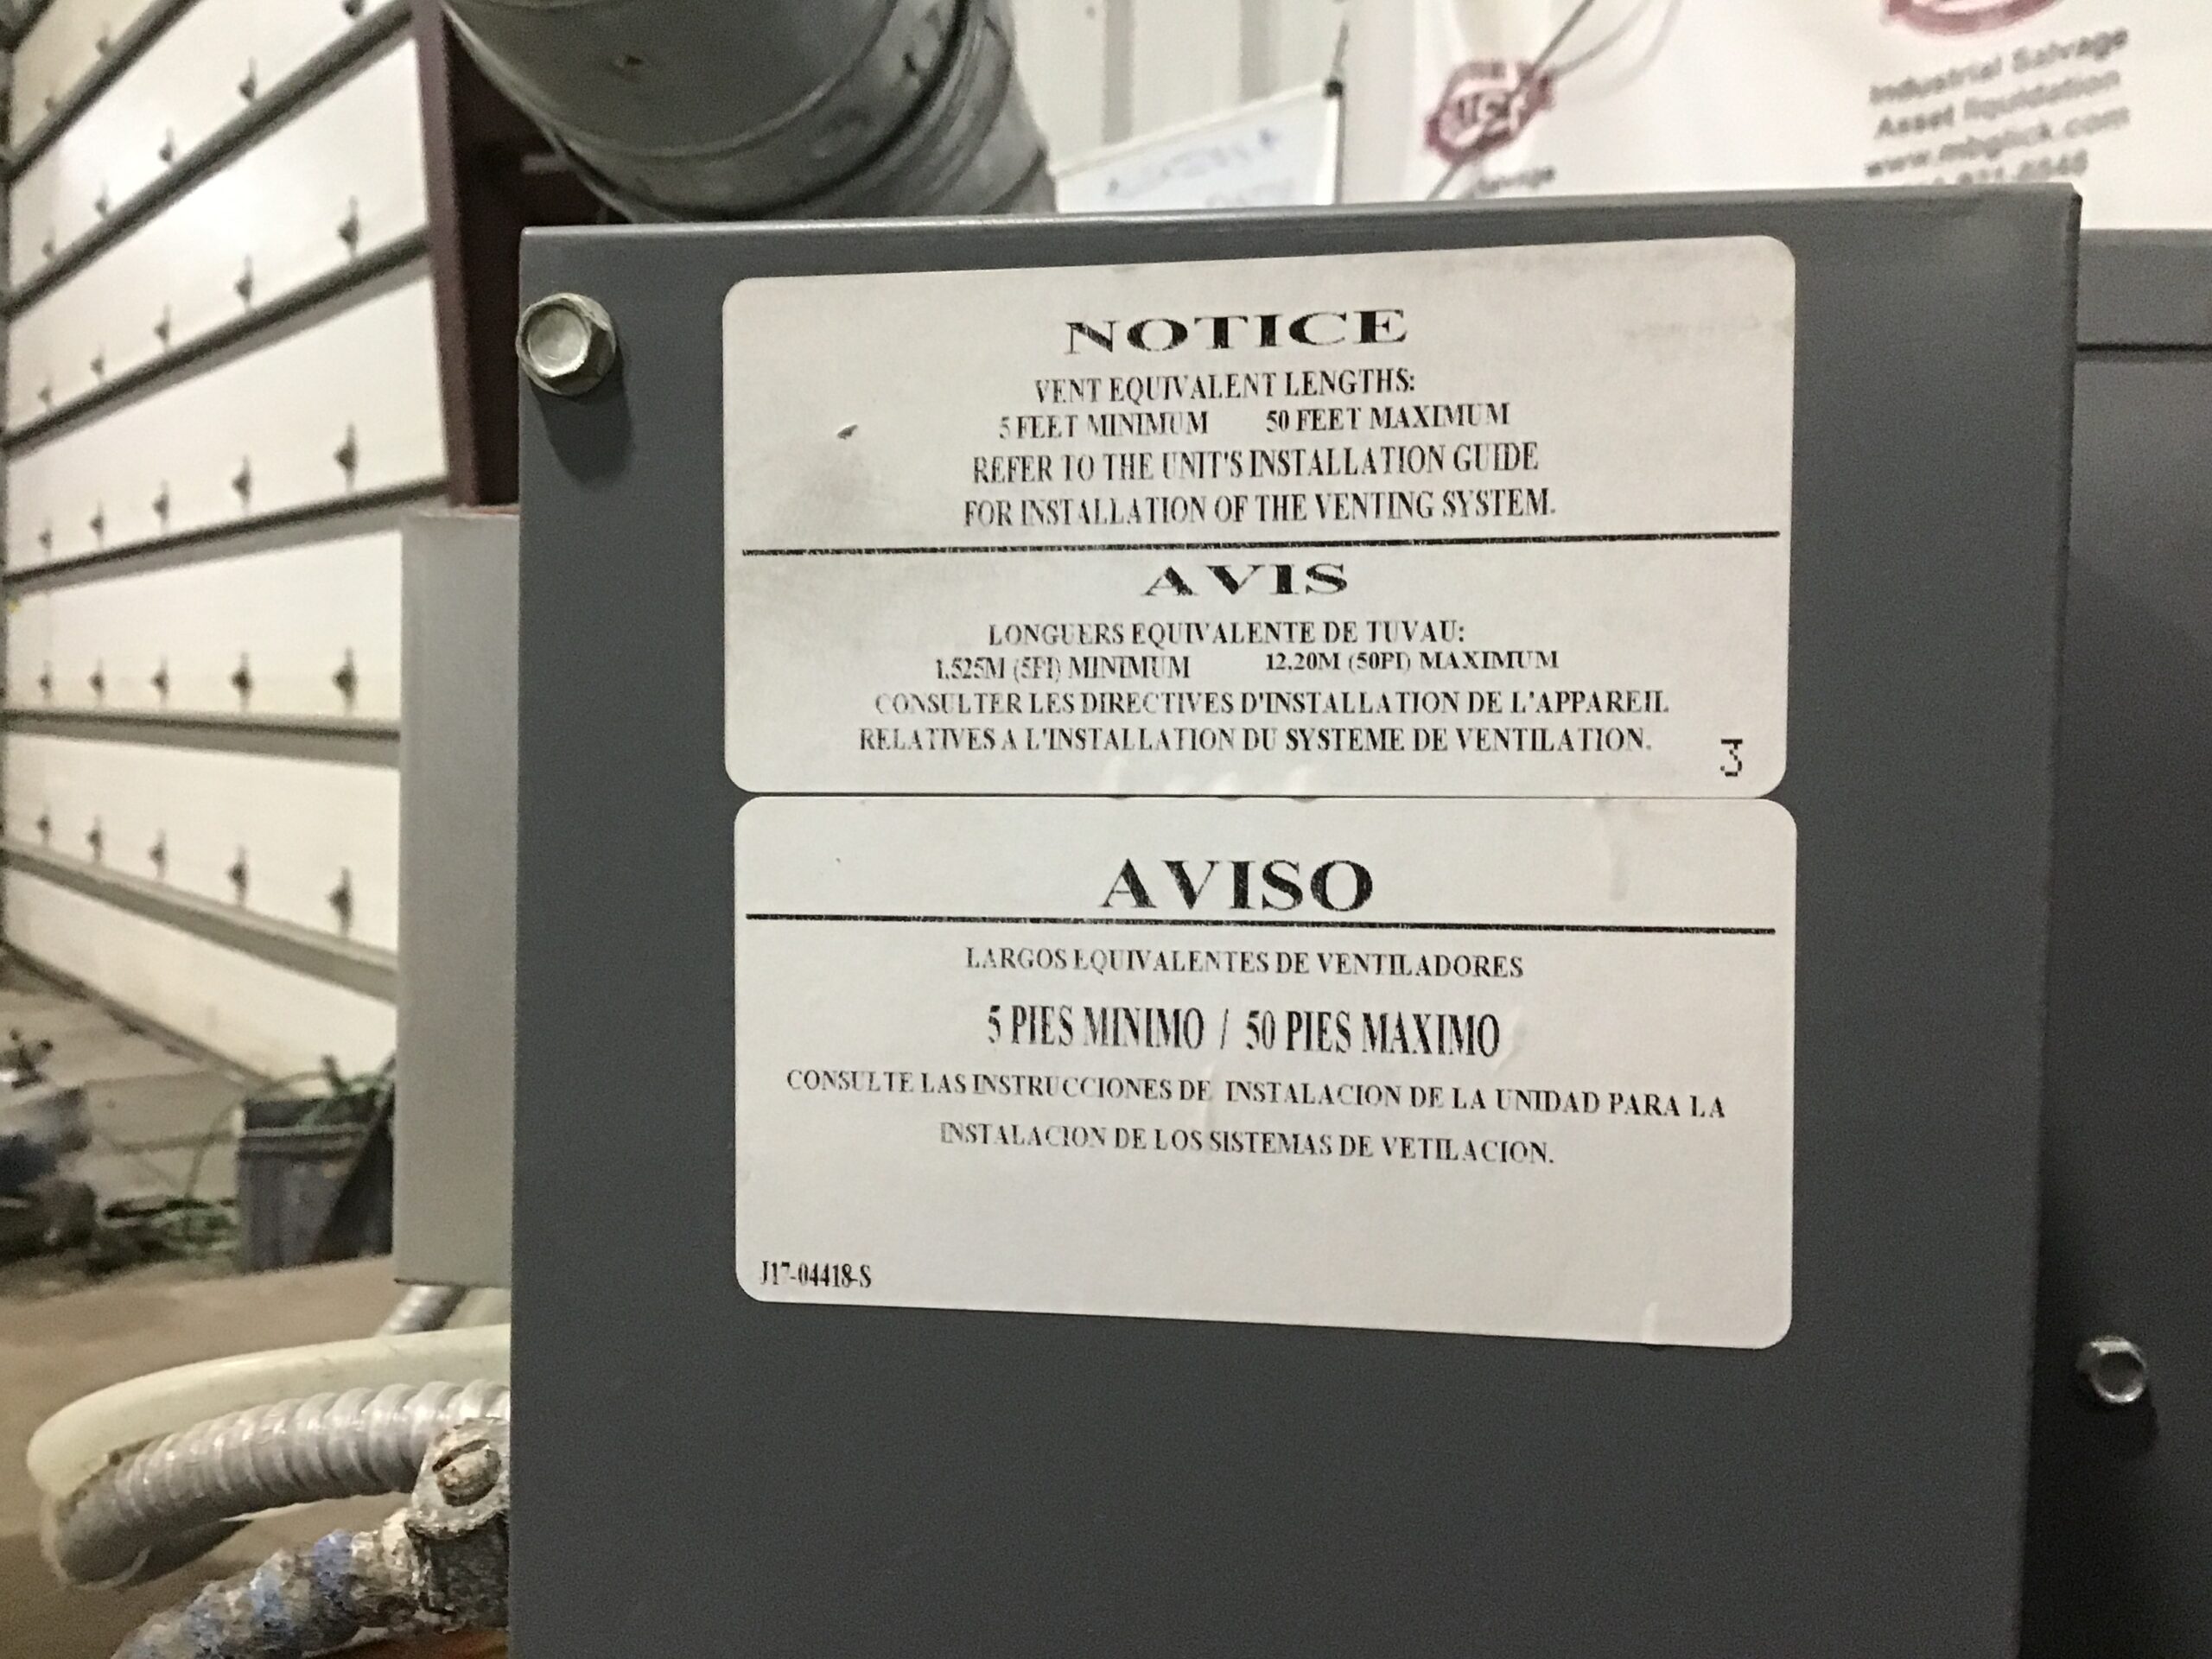 Industrial Salvage
Asset liquidation
www.mbglick.com
NOTICE
VENT EQUIVALENT LENGTHS:
5 FEET MINIMUM 50 FEET MAXIMUM
REFER TO THE UNIT'S INSTALLATION GUIDE
FOR INSTALLATION OF THE VENTING SYSTEM.
AVIS
LONGUERS EQUIVALENTE DE TUVAU:
1.525M (5PI) MINIMUM 12.20M (50PI) MAXIMUM
CONSULTER LES DIRECTIVES D'INSTALLATION DE L'APPAREIL
RELATIVES A L'INSTALLATION DU SYSTEME DE VENTILATION.
3
AVISO
LARGOS EQUIVALENTES DE VENTILADORES
5 PIES MINIMO / 50 PIES MAXIMO
CONSULTE LAS INSTRUCCIONES DE INSTALACION DE LA UNIDAD PARA LA
INSTALACION DE LOS SISTEMAS DE VETILACION.
J17-04418-S